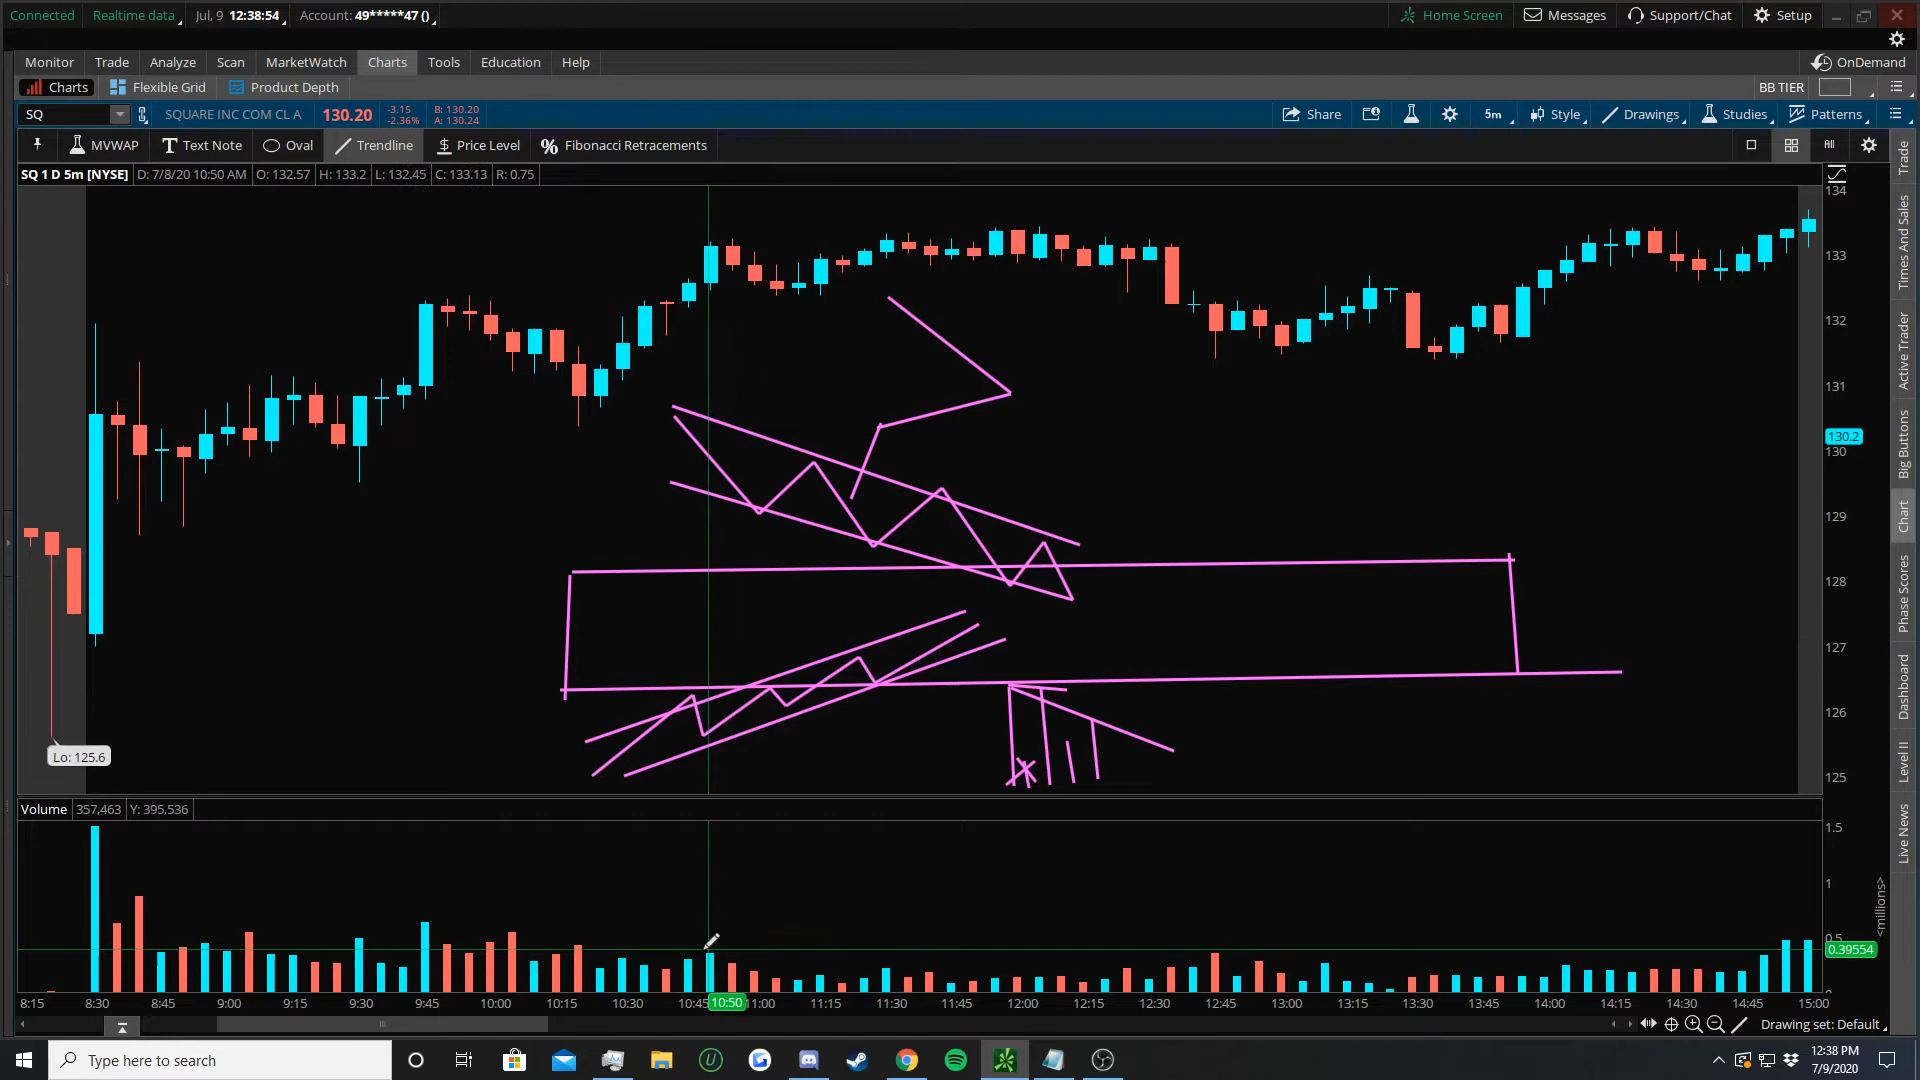 Connected Realtime data Jul, 9 12:38:54 Account: 49*****47 () Home Screen Messages Support/Chat Setup
Monitor Trade Analyze Scan MarketWatch Charts Tools Education Help OnDemand
Charts Flexible Grid Product Depth BB TIER
SQ SQUARE INC COM CL A 130.20 -3.15 B: 130.20 Share 5m Style Drawings Studies Patterns
-2.36% A: 130.24
MVWAP Text Note Oval Trendline $ Price Level % Fibonacci Retracements All
SQ 1 D 5m [NYSE] D: 7/8/20 10:50 AM O: 132.57 H: 133.2 L: 132.45 C: 133.13 R: 0.75
134
133
132
131
130.2
130
129
128
127
126
Lo: 125.6
125
Trade
Times And Sales
Active Trader
Big Buttons
Chart
Phase Scores
Dashboard
Level II
Live News
Volume 357,463 Y: 395,536
1.5
1
<millions>
0.5
0.39554
0
8:15 8:30 8:45 9:00 9:15 9:30 9:45 10:00 10:15 10:30 10:45 10:50 11:00 11:15 11:30 11:45 12:00 12:15 12:30 12:45 13:00 13:15 13:30 13:45 14:00 14:15 14:30 14:45 15:00
Drawing set: Default
Type here to search
12:38 PM
7/9/2020